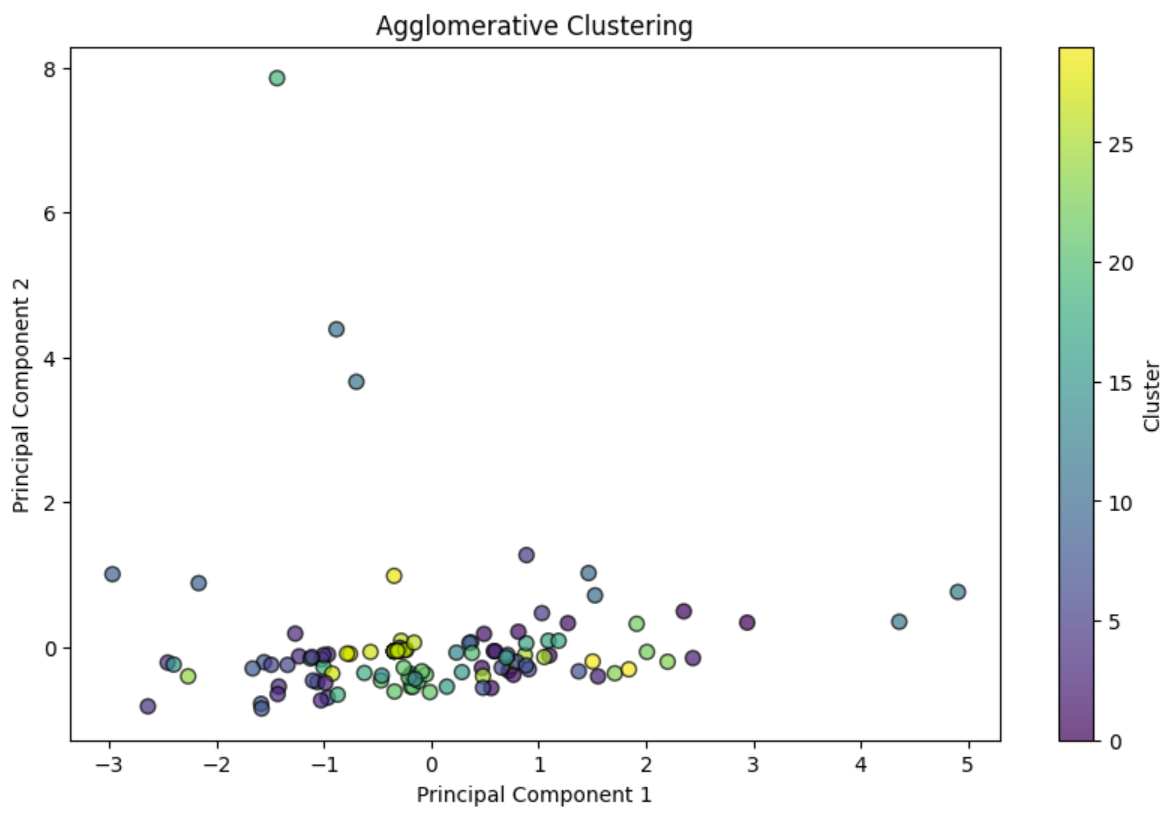 Agglomerative Clustering
8
6
4
2
0
Principal Component 2
−3 −2 −1 0 1 2 3 4 5
Principal Component 1
25
20
15
10
5
0
Cluster